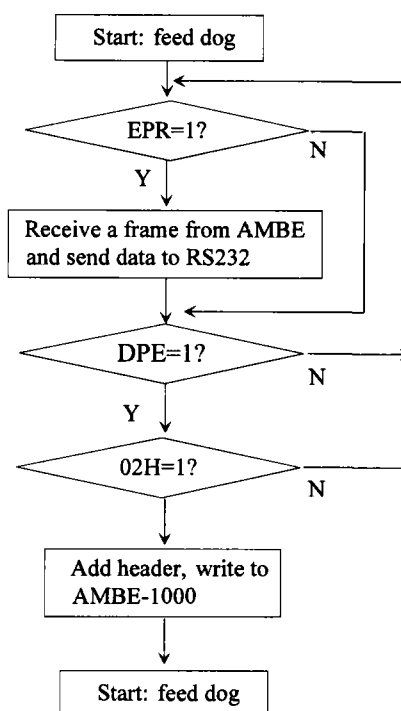 Start: feed dog
EPR=1?
N
Y
Receive a frame from AMBE
and send data to RS232
DPE=1?
N
Y
02H=1?
N
Add header, write to
AMBE-1000
Start: feed dog